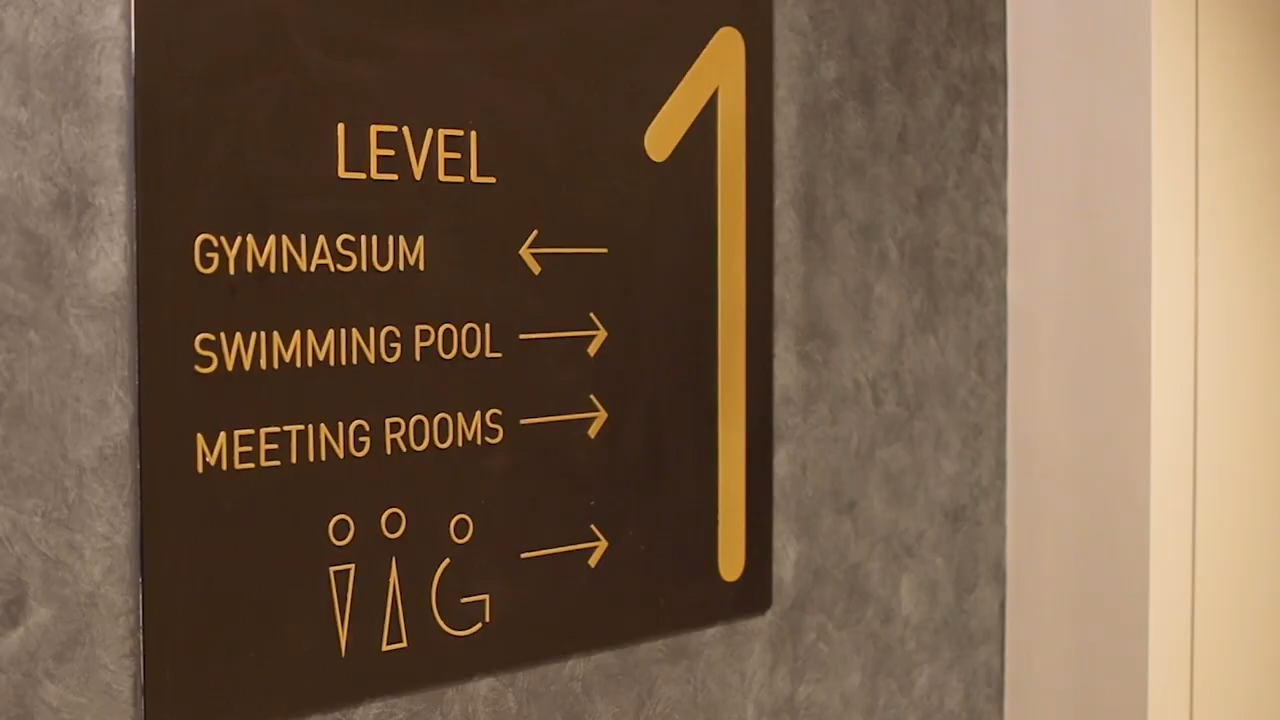 LEVEL 1
GYMNASIUM ←
SWIMMING POOL →
MEETING ROOMS →
→